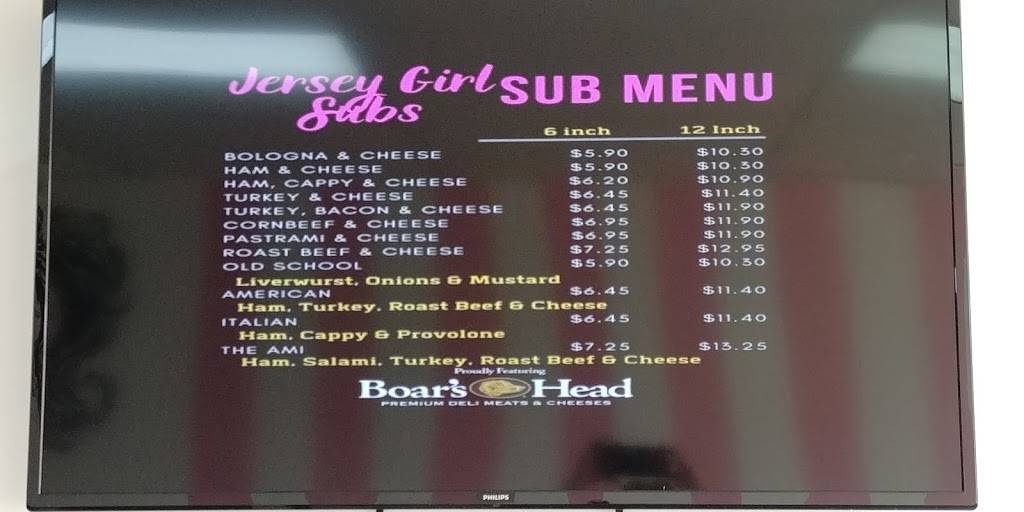 Jersey Girl Subs SUB MENU
6 inch 12 Inch
BOLOGNA & CHEESE $5.90 $10.30
HAM & CHEESE $5.90 $10.30
HAM, CAPPY & CHEESE $6.20 $10.90
TURKEY & CHEESE $6.45 $11.40
TURKEY, BACON & CHEESE $6.45 $11.90
CORNBEEF & CHEESE $6.95 $11.90
PASTRAMI & CHEESE $6.95 $11.90
ROAST BEEF & CHEESE $7.25 $12.95
OLD SCHOOL $5.90 $10.30
Liverwurst, Onions & Mustard
AMERICAN $6.45 $11.40
Ham, Turkey, Roast Beef & Cheese
ITALIAN $6.45 $11.40
Ham, Cappy & Provolone
THE AMI $7.25 $13.25
Ham, Salami, Turkey, Roast Beef & Cheese
Proudly Featuring
Boar's Head
PREMIUM DELI MEATS & CHEESES
PHILIPS